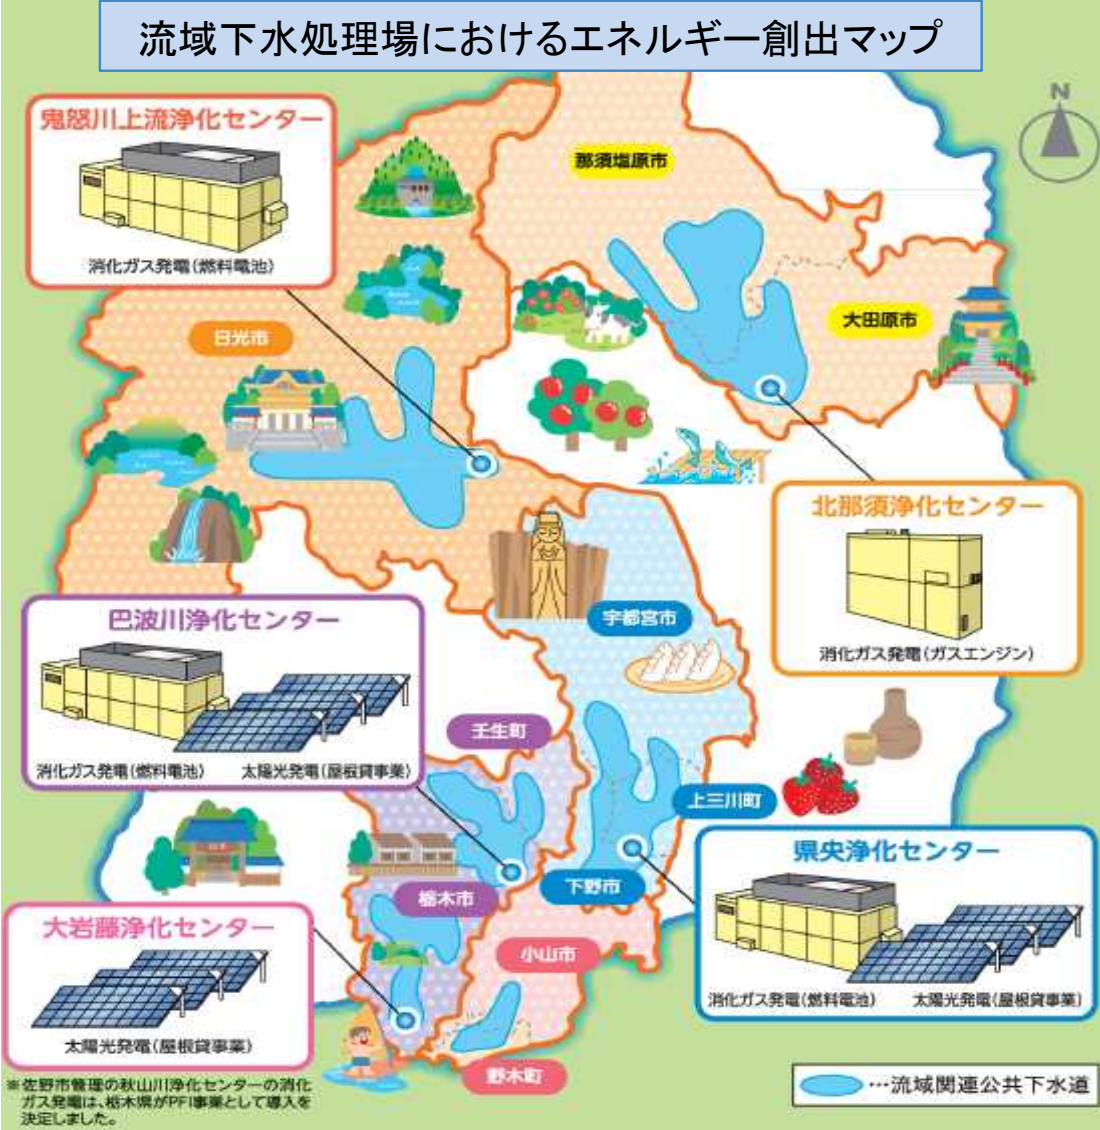 流域下水処理場におけるエネルギー創出マップ
N
鬼怒川上流浄化センター
消化ガス発電(燃料電池)
那須塩原市
大田原市
日光市
北那須浄化センター
消化ガス発電(ガスエンジン)
宇都宮市
巴波川浄化センター
消化ガス発電(燃料電池)
太陽光発電(屋根貸事業)
壬生町
上三川町
県央浄化センター
消化ガス発電(燃料電池)
太陽光発電(屋根貸事業)
下野市
栃木市
大岩藤浄化センター
太陽光発電(屋根貸事業)
小山市
野木町
※佐野市管理の秋山川浄化センターの消化
ガス発電は、栃木県がPFI事業として導入を
決定しました。
…流域関連公共下水道